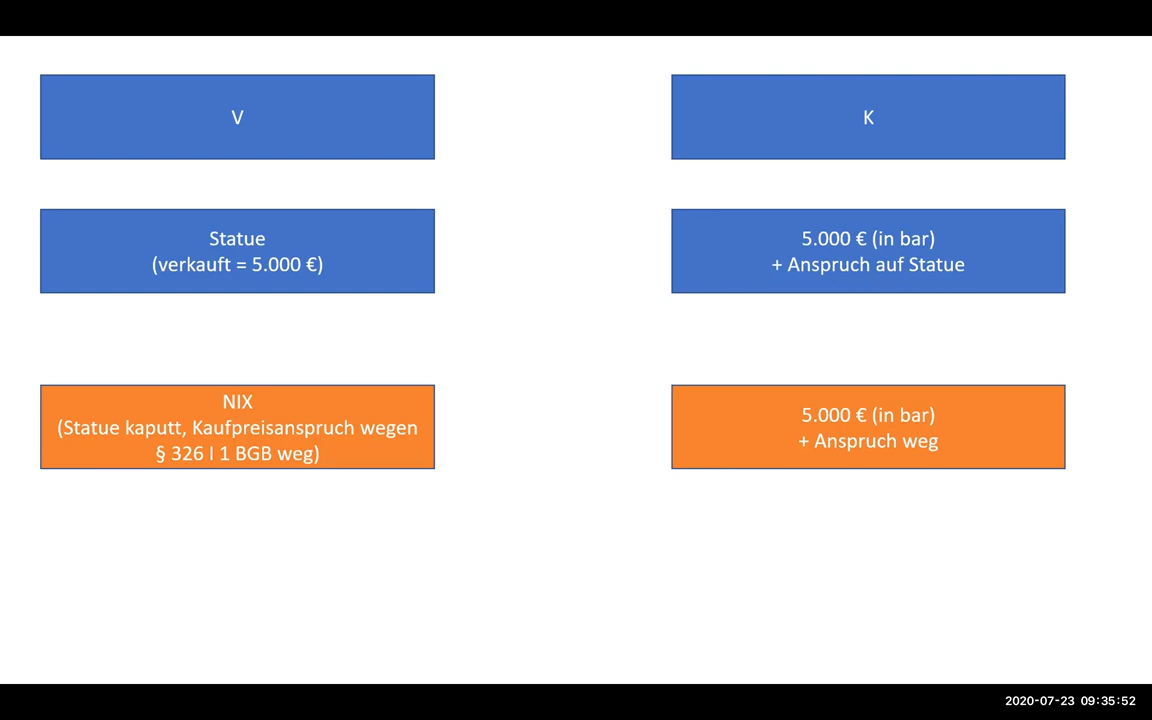 V
K
Statue
(verkauft = 5.000 €)
5.000 € (in bar)
+ Anspruch auf Statue
NIX
(Statue kaputt, Kaufpreisanspruch wegen
§ 326 I 1 BGB weg)
5.000 € (in bar)
+ Anspruch weg
2020-07-23 09:35:52